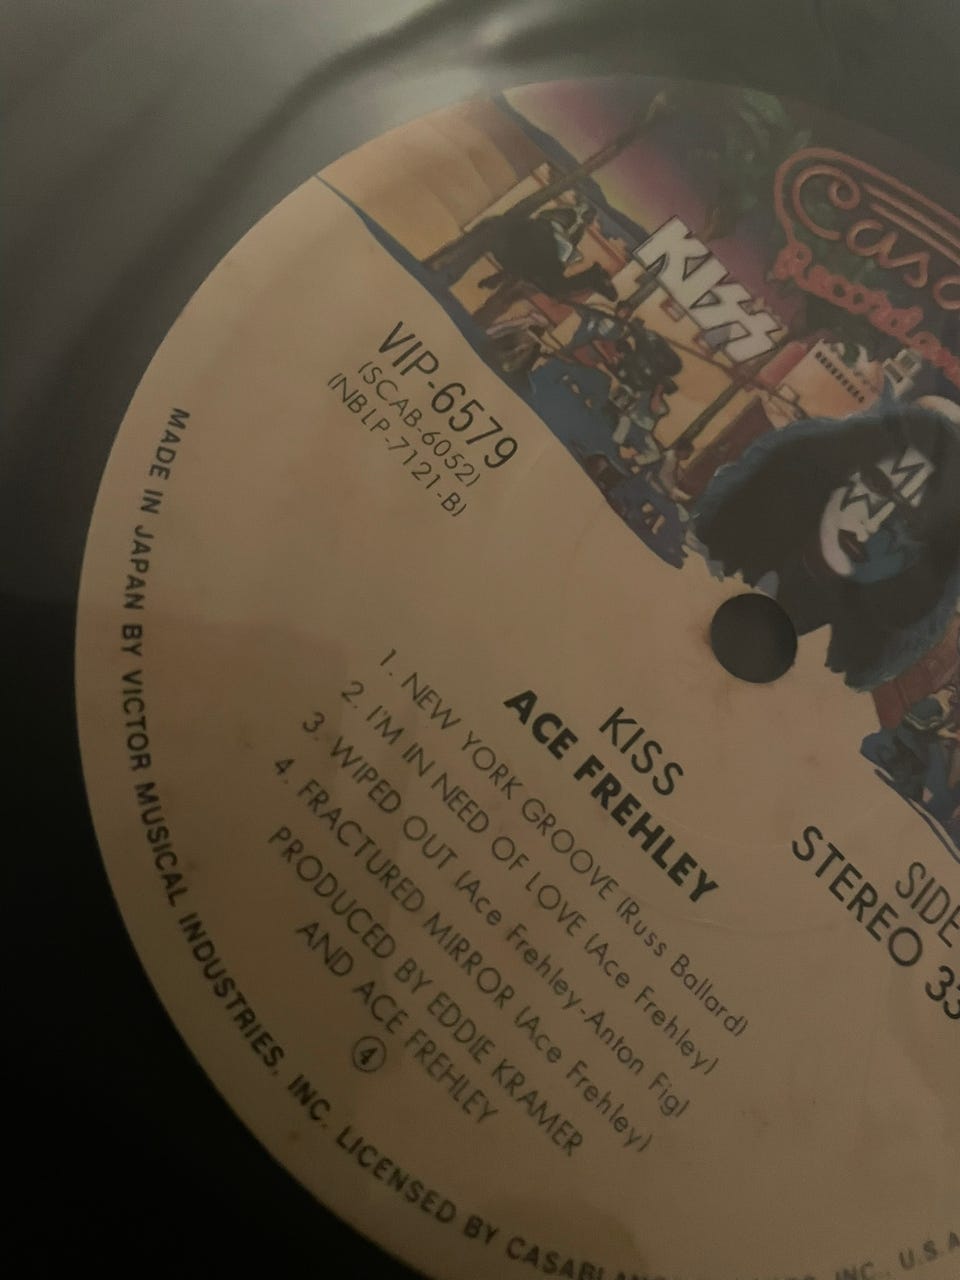 KISS
VIP-6579
(SCAB-6052)
(NBLP-7121-B)
KISS
ACE FREHLEY
SIDE
STEREO 33
1. NEW YORK GROOVE (Russ Ballard)
2. I'M IN NEED OF LOVE (Ace Frehley)
3. WIPED OUT (Ace Frehley-Anton Fig)
4. FRACTURED MIRROR (Ace Frehley)
PRODUCED BY EDDIE KRAMER
AND ACE FREHLEY
4
MADE IN JAPAN BY VICTOR MUSICAL INDUSTRIES, INC. LICENSED BY INC., U.S.A.